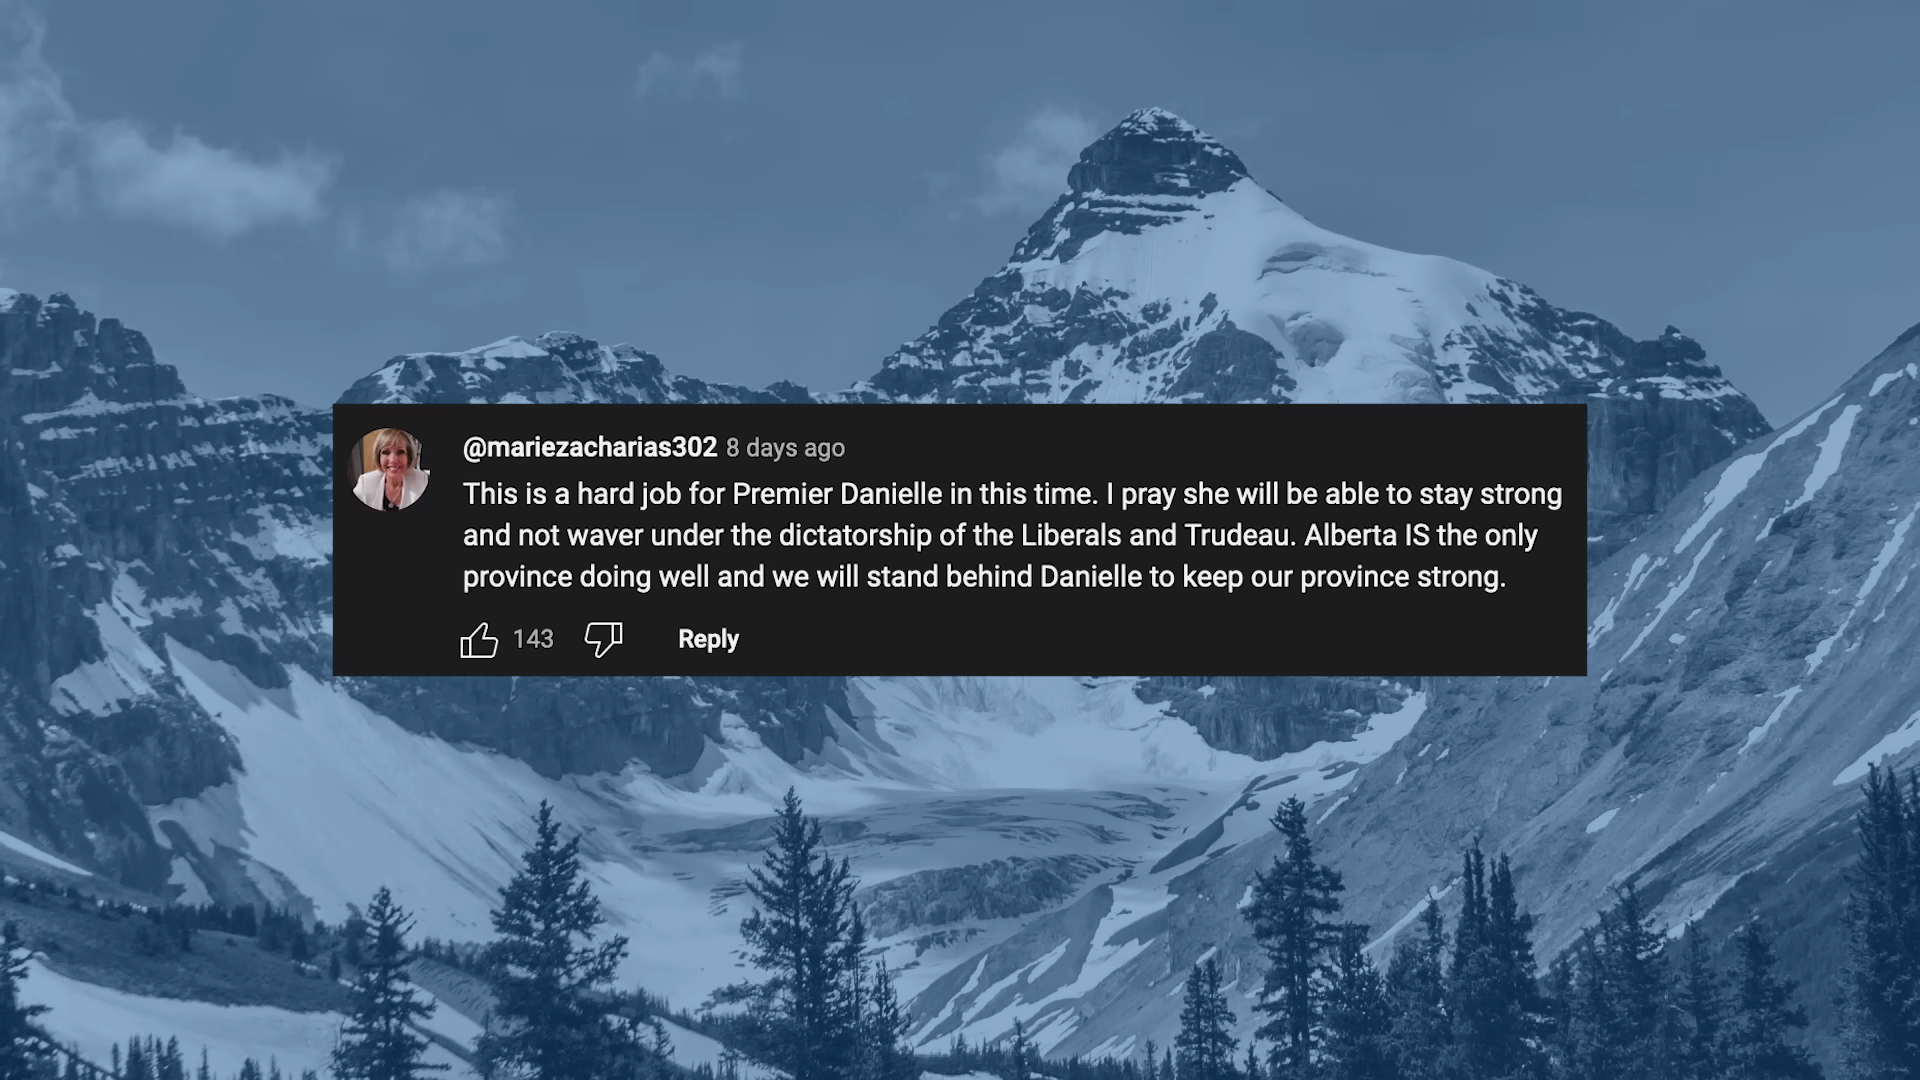 @mariezacharias302 8 days ago
This is a hard job for Premier Danielle in this time. I pray she will be able to stay strong
and not waver under the dictatorship of the Liberals and Trudeau. Alberta IS the only
province doing well and we will stand behind Danielle to keep our province strong.
143 Reply